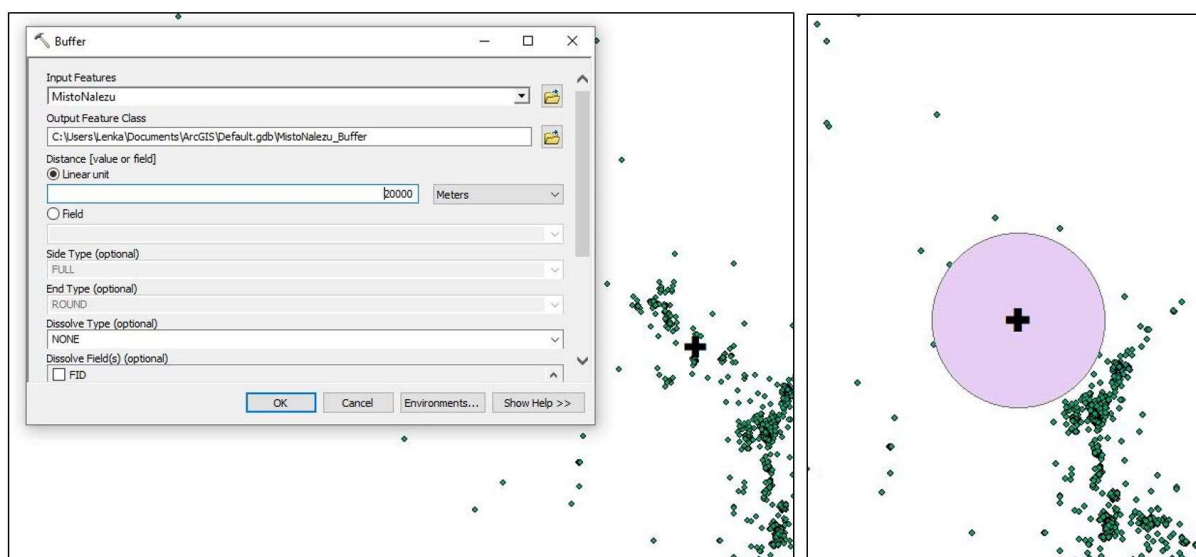 Buffer
Input Features
MistoNalezu
Output Feature Class
C:\Users\Lenka\Documents\ArcGIS\Default.gdb\MistoNalezu_Buffer
Distance [value or field]
Linear unit
20000 Meters
Field
Side Type (optional)
FULL
End Type (optional)
ROUND
Dissolve Type (optional)
NONE
Dissolve Field(s) (optional)
FID
OK Cancel Environments... Show Help >>